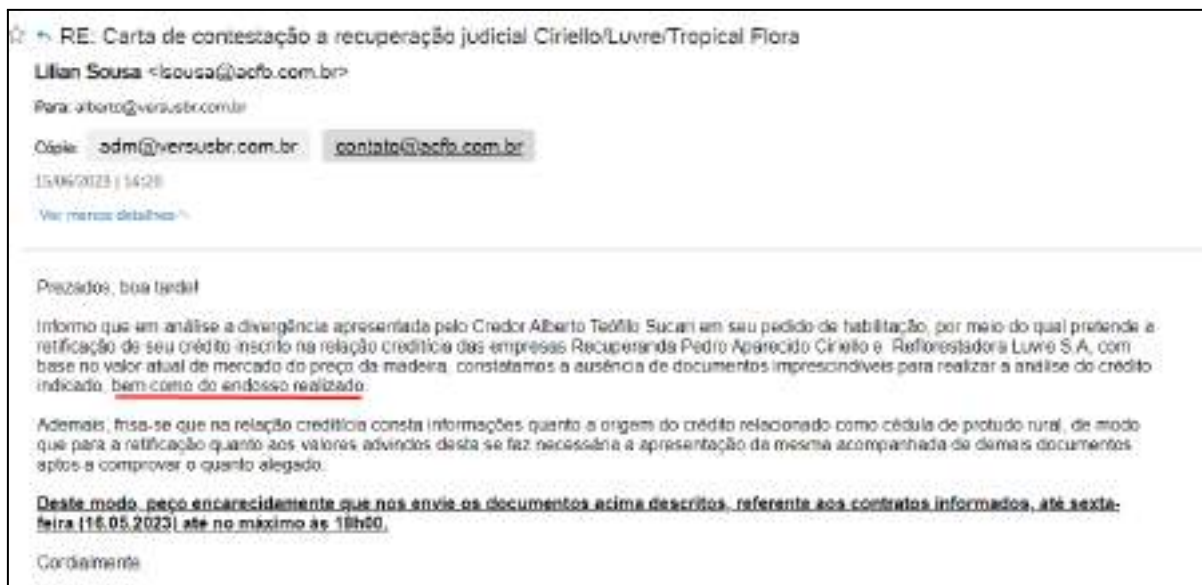 RE: Carta de contestação a recuperação judicial Ciriello/Luvre/Tropical Flora
Lilian Sousa <lsousa@acfb.com.br>
Para: alberto@versusbr.com.br
Cópia: adm@versusbr.com.br contato@acfb.com.br
15/06/2023 | 14:20
Ver menos detalhes
Prezados, boa tarde!
Informo que em análise a divergência apresentada pelo Credor Alberto Teófilo Sucari em seu pedido de habilitação, por meio do qual pretende a
retificação de seu crédito inscrito na relação creditícia das empresas Recuperanda Pedro Aparecido Ciriello e Reflorestadora Luvre S.A, com
base no valor atual de mercado do preço da madeira, constatamos a ausência de documentos imprescindíveis para realizar a análise do crédito
indicado, bem como do endosso realizado.
Ademais, frisa-se que na relação creditícia consta informações quanto a origem do crédito relacionado como cédula de protudo rural, de modo
que para a retificação quanto aos valores advindos desta se faz necessária a apresentação da mesma acompanhada de demais documentos
aptos a comprovar o quanto alegado.
Deste modo, peço encarecidamente que nos envie os documentos acima descritos, referente aos contratos informados, até sexta-
feira (16.05.2023) até no máximo às 18h00.
Cordialmente